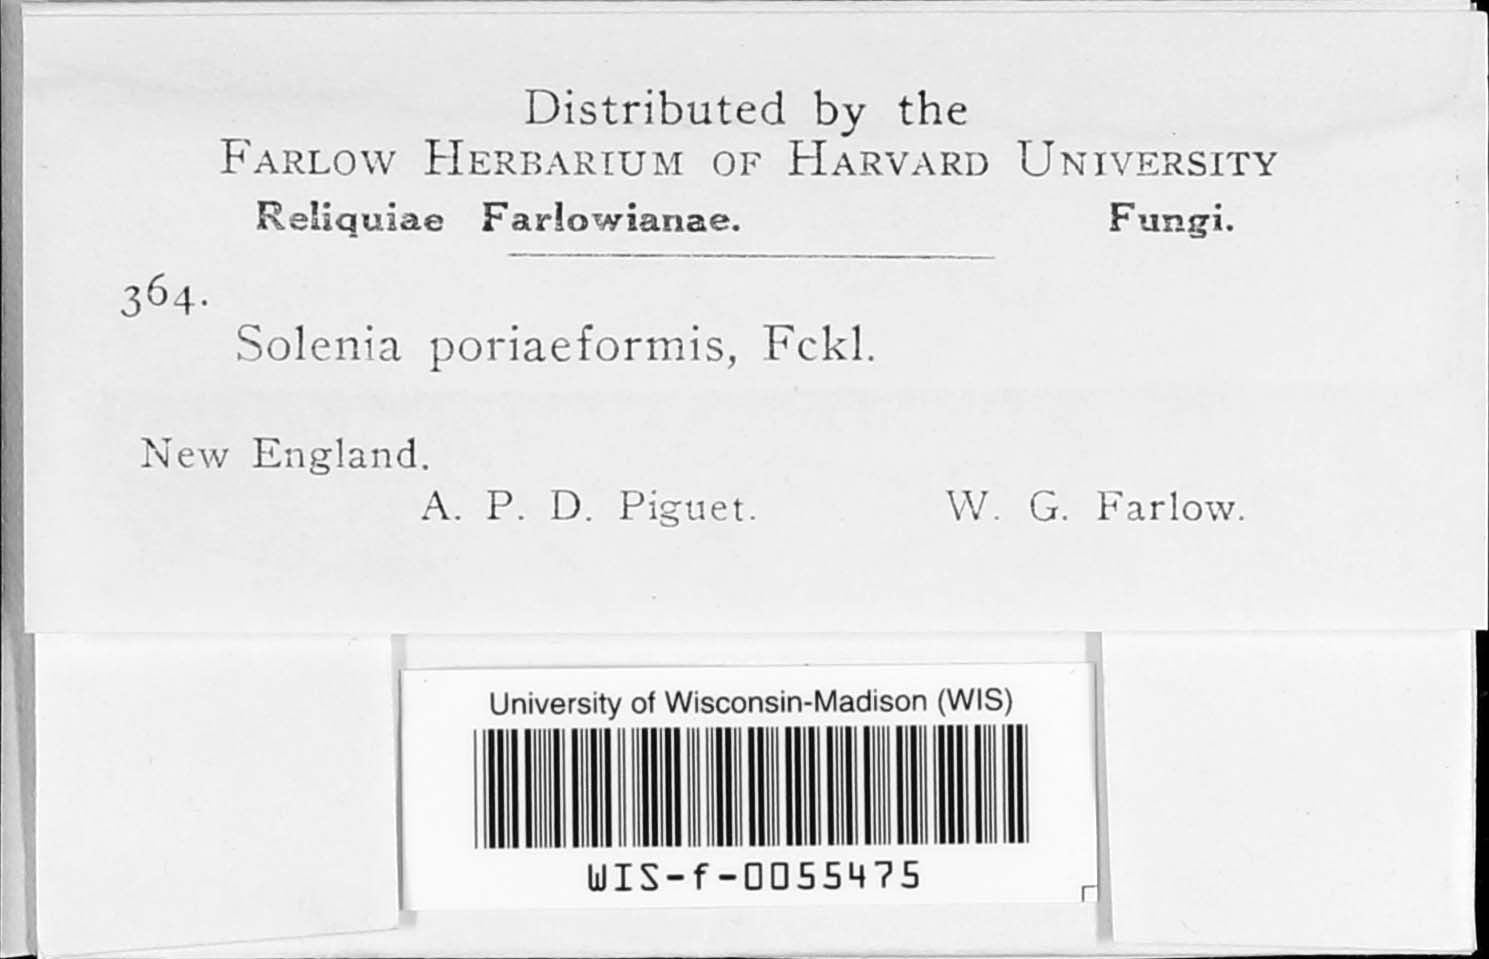 Distributed by the
FARLOW HERBARIUM OF HARVARD UNIVERSITY
Reliquiae Farlowianae. Fungi.
364.
Solenia poriaeformis, Fckl.
New England.
A. P. D. Piguet. W. G. Farlow.
University of Wisconsin-Madison (WIS)
WIS-f-0055475